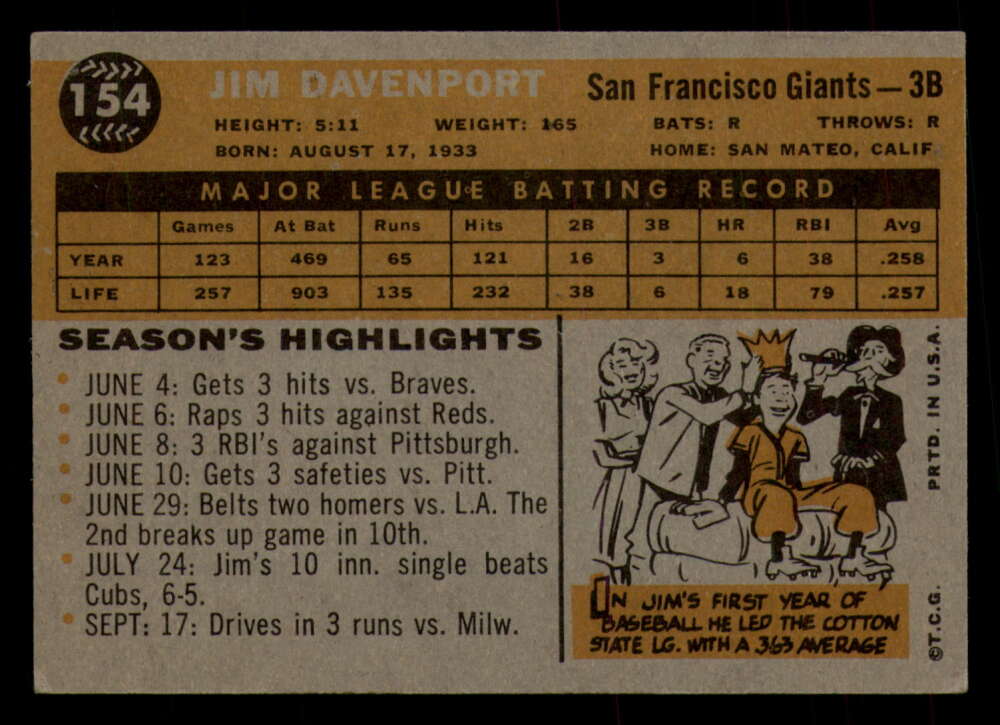 154
JIM DAVENPORT
San Francisco Giants — 3B
HEIGHT: 5:11 WEIGHT: 165 BATS: R THROWS: R
BORN: AUGUST 17, 1933 HOME: SAN MATEO, CALIF.
MAJOR LEAGUE BATTING RECORD
Games At Bat Runs Hits 2B 3B HR RBI Avg
YEAR 123 469 65 121 16 3 6 38 .258
LIFE 257 903 135 232 38 6 18 79 .257
SEASON'S HIGHLIGHTS
JUNE 4: Gets 3 hits vs. Braves.
JUNE 6: Raps 3 hits against Reds.
JUNE 8: 3 RBI's against Pittsburgh.
JUNE 10: Gets 3 safeties vs. Pitt.
JUNE 29: Belts two homers vs. L.A. The
2nd breaks up game in 10th.
JULY 24: Jim's 10 inn. single beats
Cubs, 6-5.
SEPT: 17: Drives in 3 runs vs. Milw.
IN JIM'S FIRST YEAR OF
BASEBALL HE LED THE COTTON
STATE LG. WITH A 363 AVERAGE
©T.C.G. PRTD. IN U.S.A.